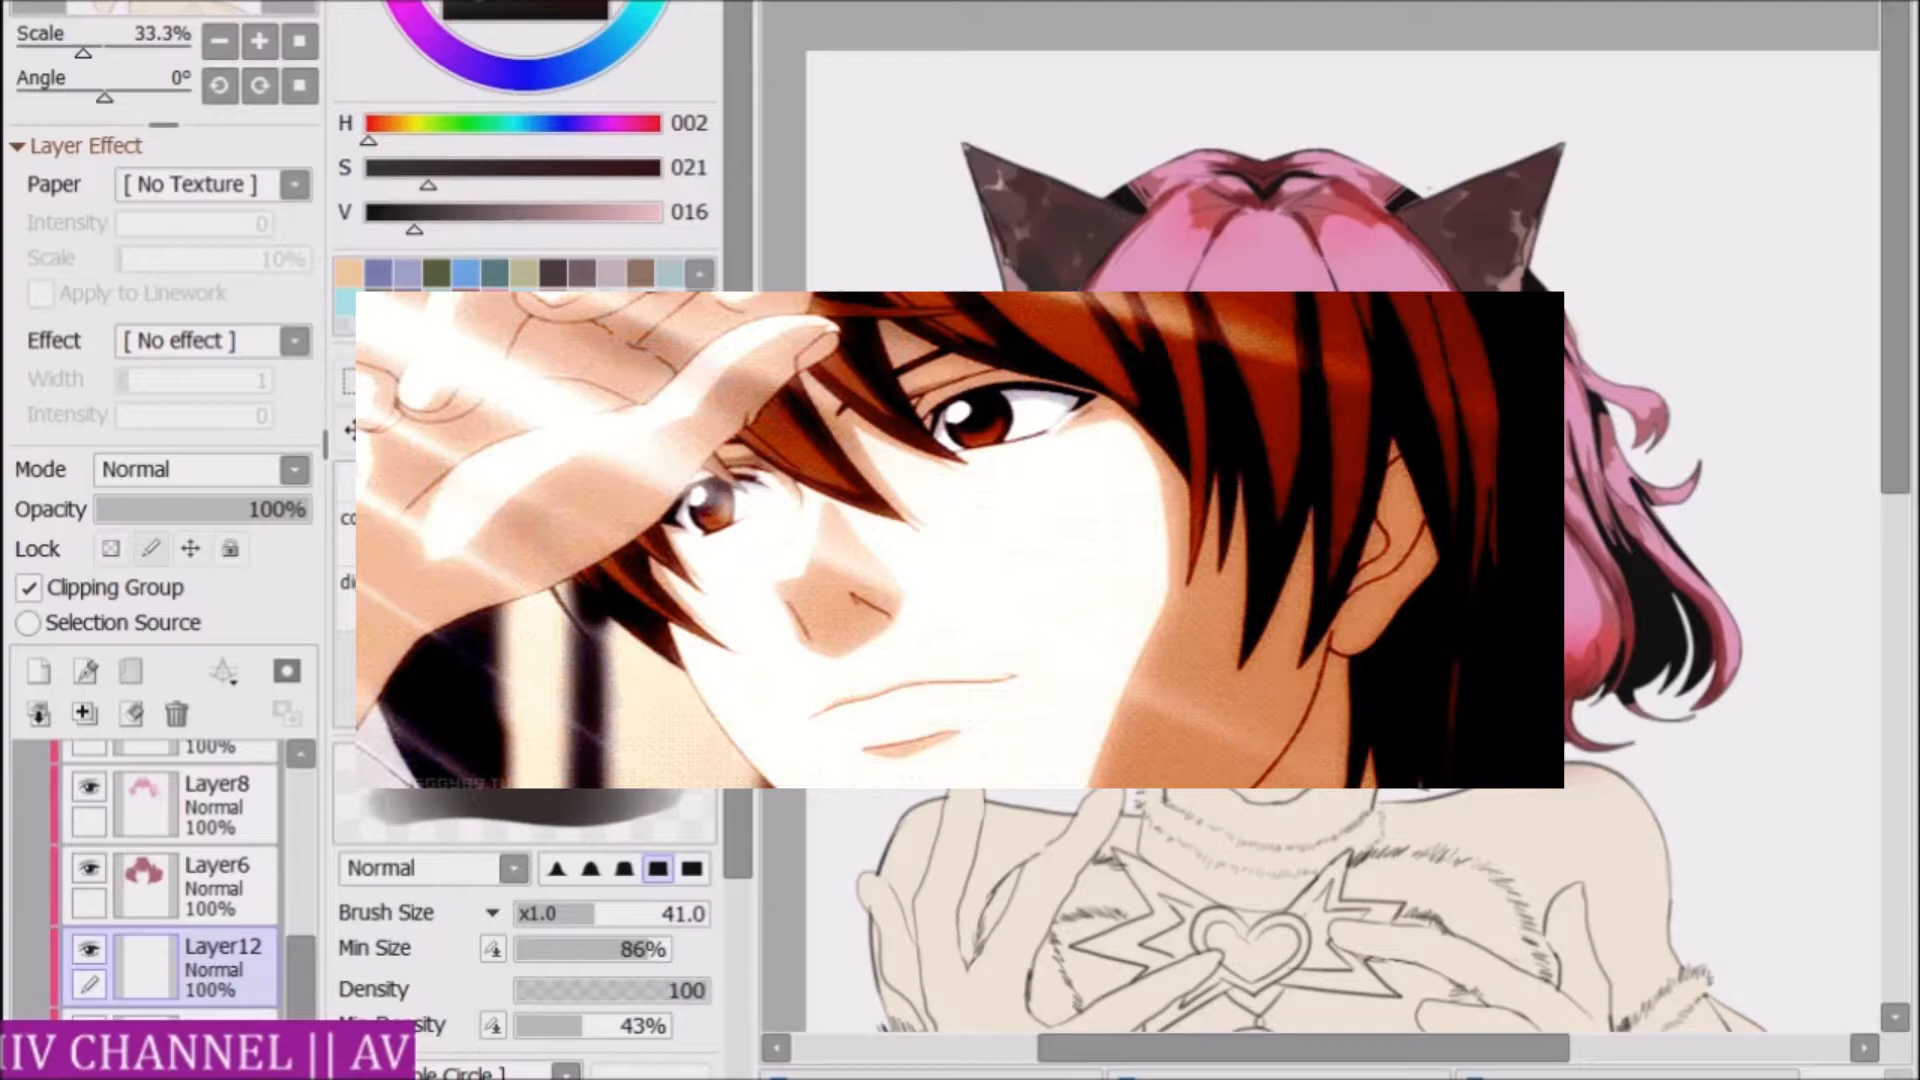 Scale 33.3%
Angle 0°
Layer Effect
Paper [ No Texture ]
Intensity 0
Scale 10%
Apply to Linework
Effect [ No effect ]
Width 1
Intensity 0
Mode Normal
Opacity 100%
Lock
Clipping Group
Selection Source
100%
Layer8
Normal
100%
Layer6
Normal
100%
Layer12
Normal
100%
IV CHANNEL || AV
H 002
S 021
V 016
Normal
Brush Size x1.0 41.0
Min Size 86%
Density 100
43%